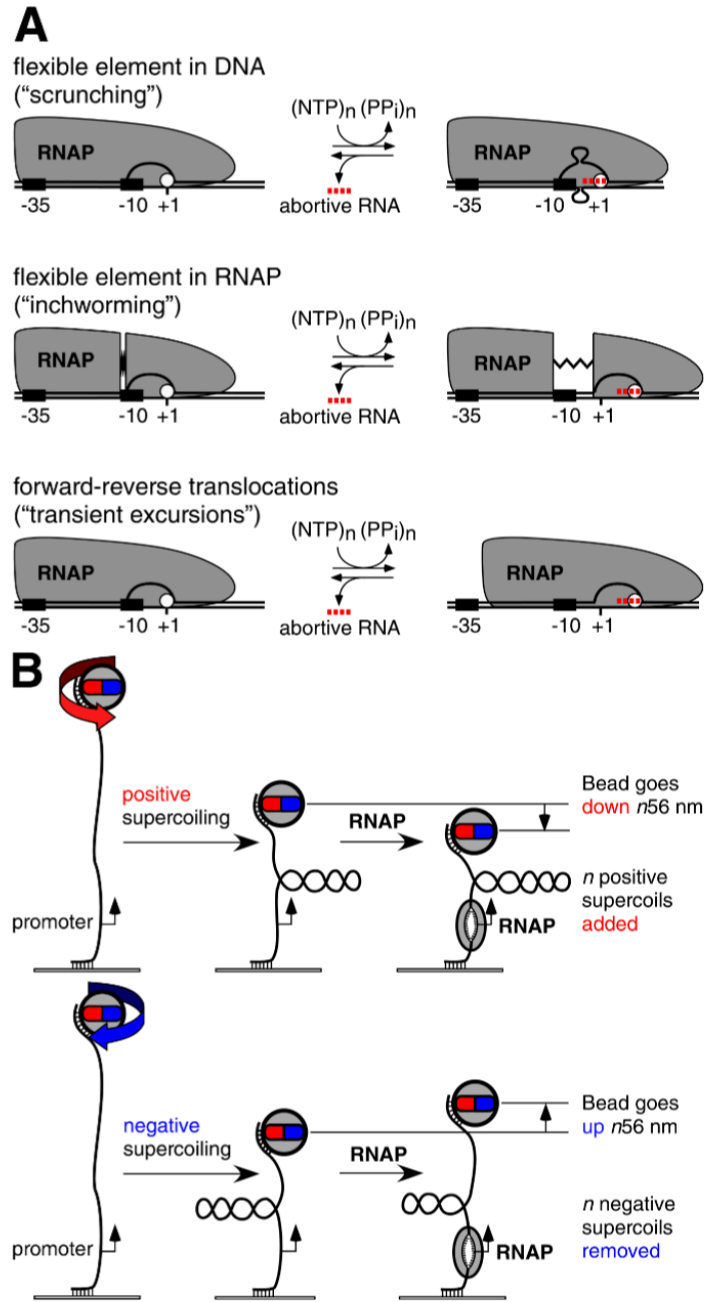 A
flexible element in DNA
(“scrunching”)
(NTP)n (PPi)n
RNAP
RNAP
-35
-10
+1
abortive RNA
-35
-10
+1
flexible element in RNAP
(“inchworming”)
(NTP)n (PPi)n
RNAP
RNAP
-35
-10
+1
abortive RNA
-35
-10
+1
forward-reverse translocations
(“transient excursions”)
(NTP)n (PPi)n
RNAP
RNAP
-35
-10
+1
abortive RNA
-35
-10
+1
B
positive
supercoiling
RNAP
Bead goes
down n56 nm
promoter
RNAP
n positive
supercoils
added
negative
supercoiling
RNAP
Bead goes
up n56 nm
promoter
RNAP
n negative
supercoils
removed